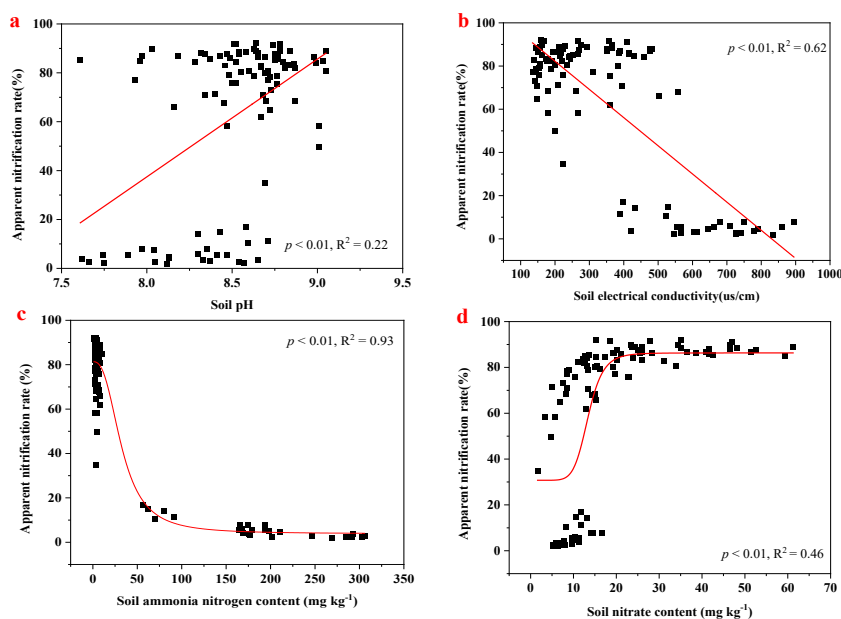 a
Apparent nitrification rate(%)
100
80
60
40
20
0
p < 0.01, R² = 0.22
7.5 8.0 8.5 9.0 9.5
Soil pH
b
Apparent nitrification rate(%)
100
80
60
40
20
0
p < 0.01, R² = 0.62
100 200 300 400 500 600 700 800 900 1000
Soil electrical conductivity(us/cm)
c
Apparent nitrification rate (%)
100
80
60
40
20
0
p < 0.01, R² = 0.93
0 50 100 150 200 250 300 350
Soil ammonia nitrogen content (mg kg⁻¹)
d
Apparent nitrification rate(%)
100
80
60
40
20
0
p < 0.01, R² = 0.46
0 10 20 30 40 50 60 70
Soil nitrate content (mg kg⁻¹)